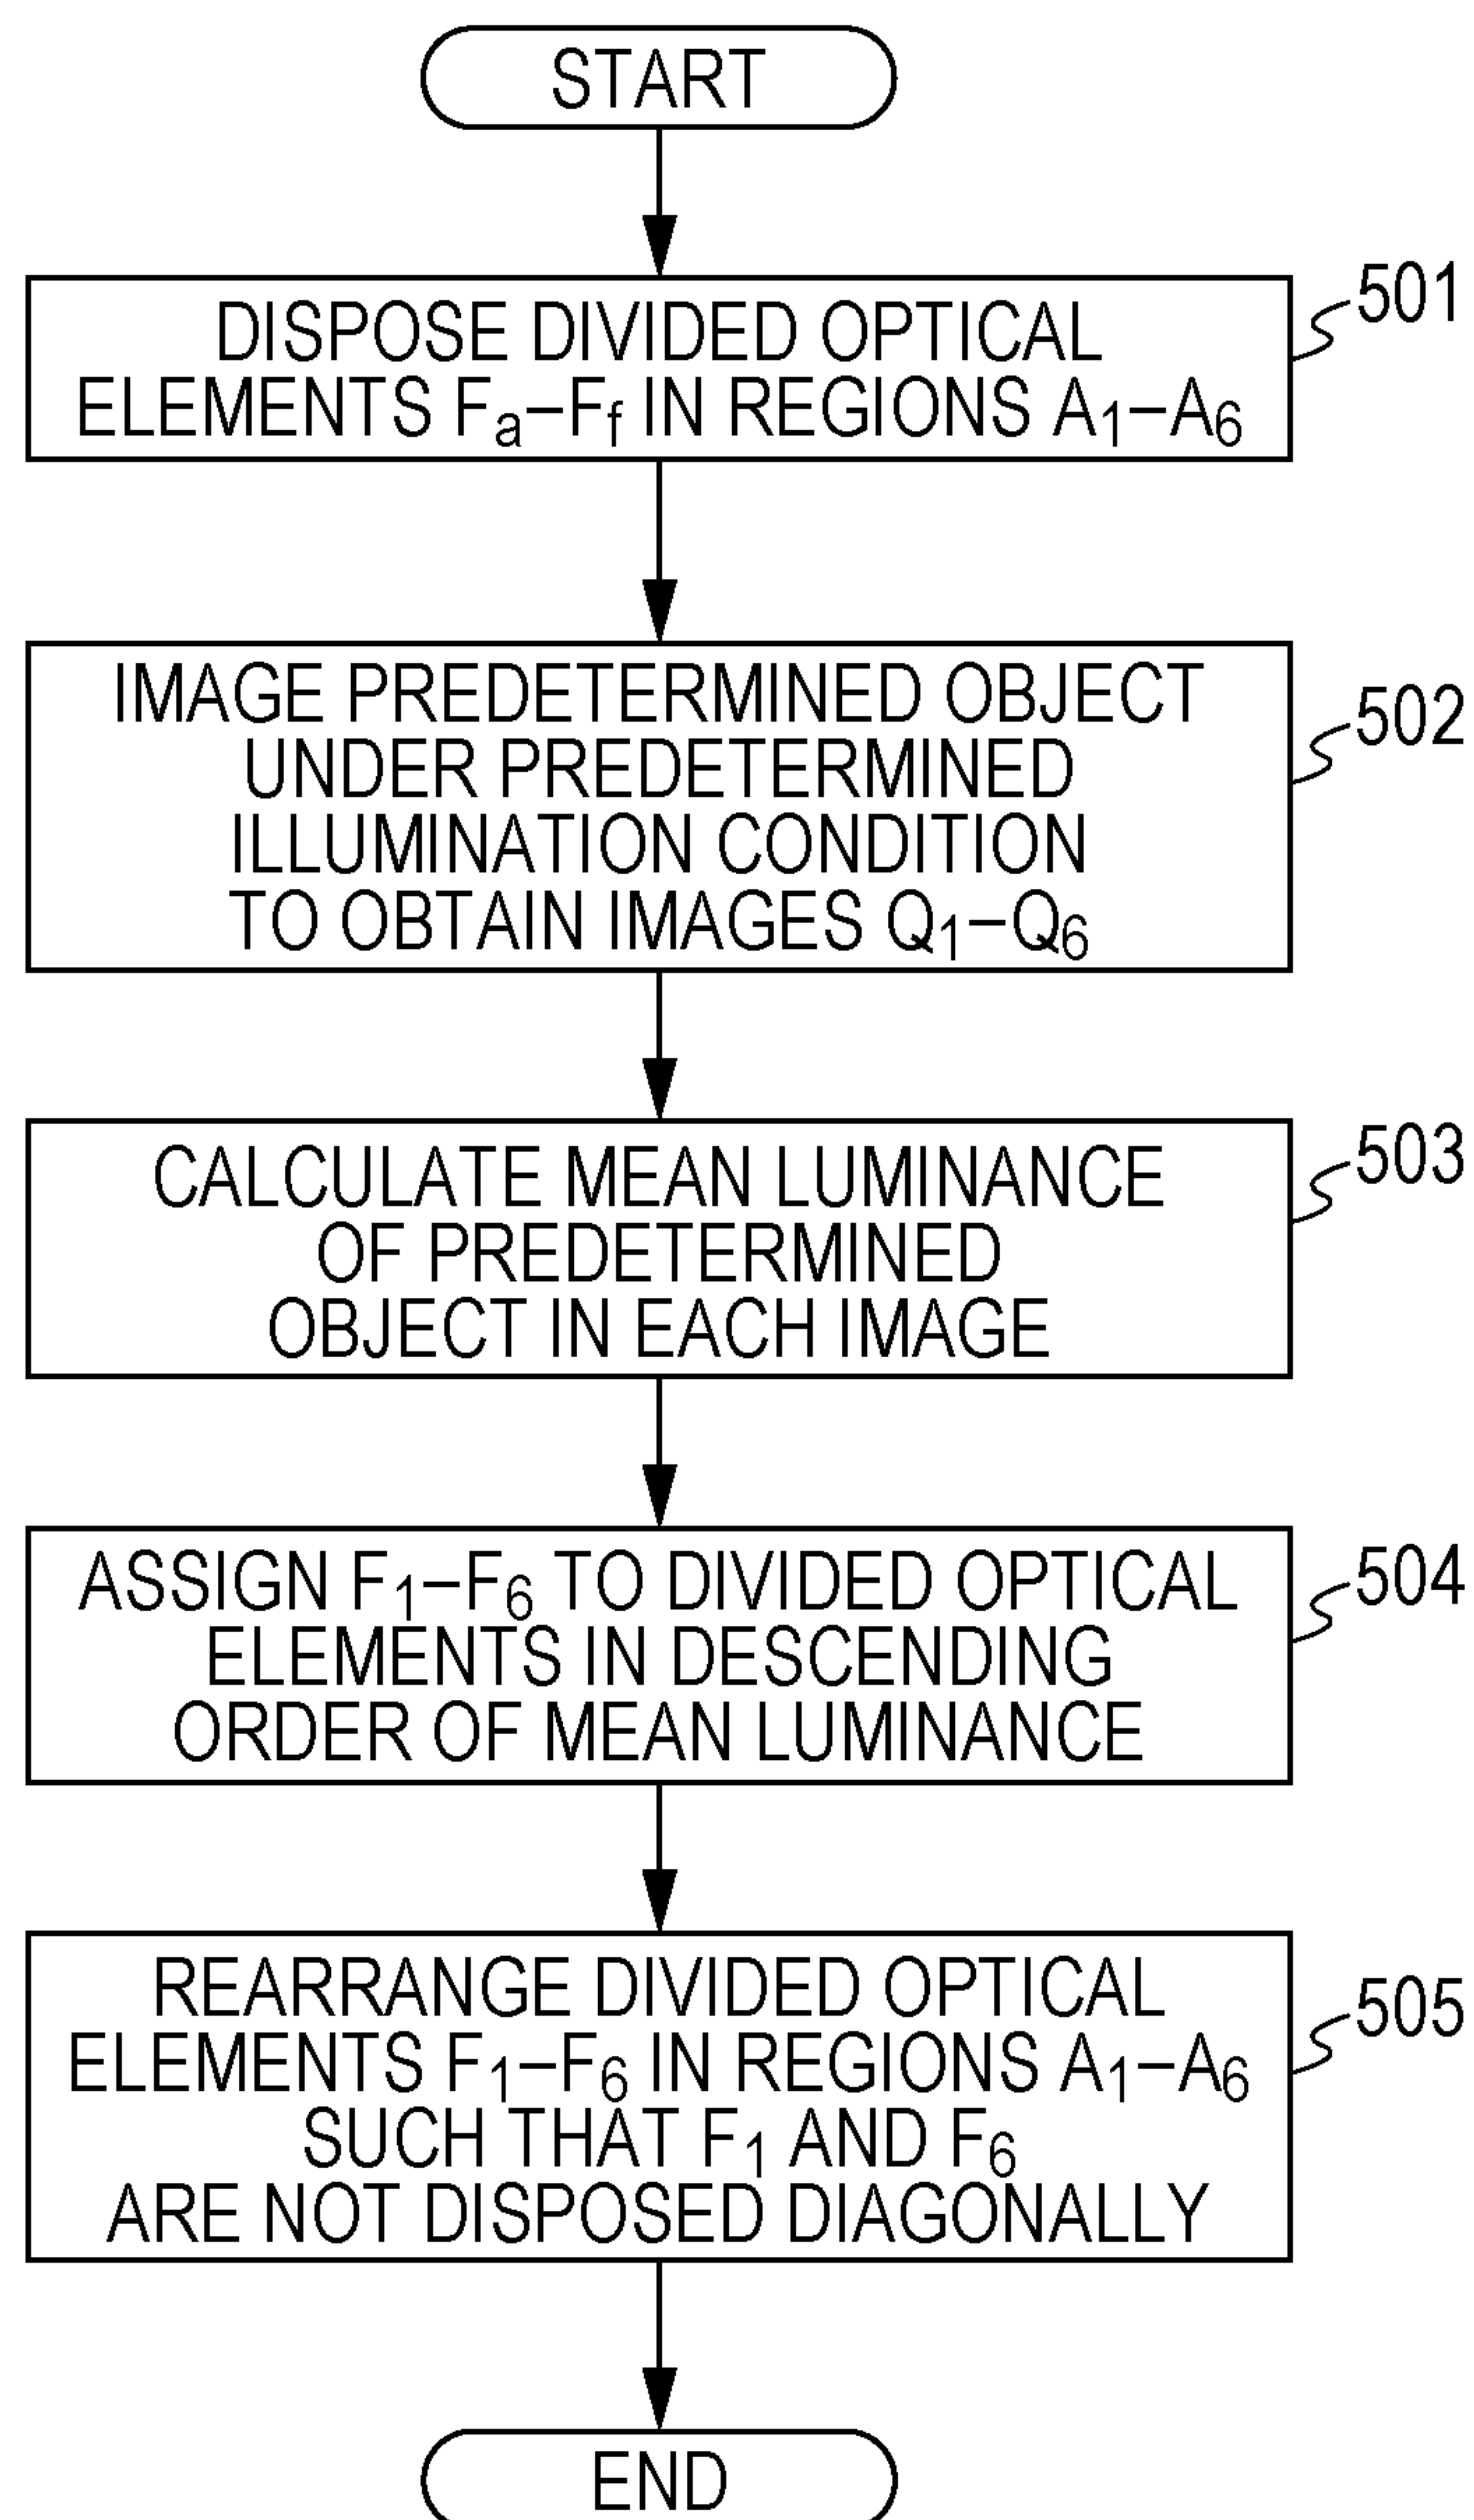 START
501
DISPOSE DIVIDED OPTICAL
ELEMENTS Fa–Ff IN REGIONS A1–A6
502
IMAGE PREDETERMINED OBJECT
UNDER PREDETERMINED
ILLUMINATION CONDITION
TO OBTAIN IMAGES Q1–Q6
503
CALCULATE MEAN LUMINANCE
OF PREDETERMINED
OBJECT IN EACH IMAGE
504
ASSIGN F1–F6 TO DIVIDED OPTICAL
ELEMENTS IN DESCENDING
ORDER OF MEAN LUMINANCE
505
REARRANGE DIVIDED OPTICAL
ELEMENTS F1–F6 IN REGIONS A1–A6
SUCH THAT F1 AND F6
ARE NOT DISPOSED DIAGONALLY
END